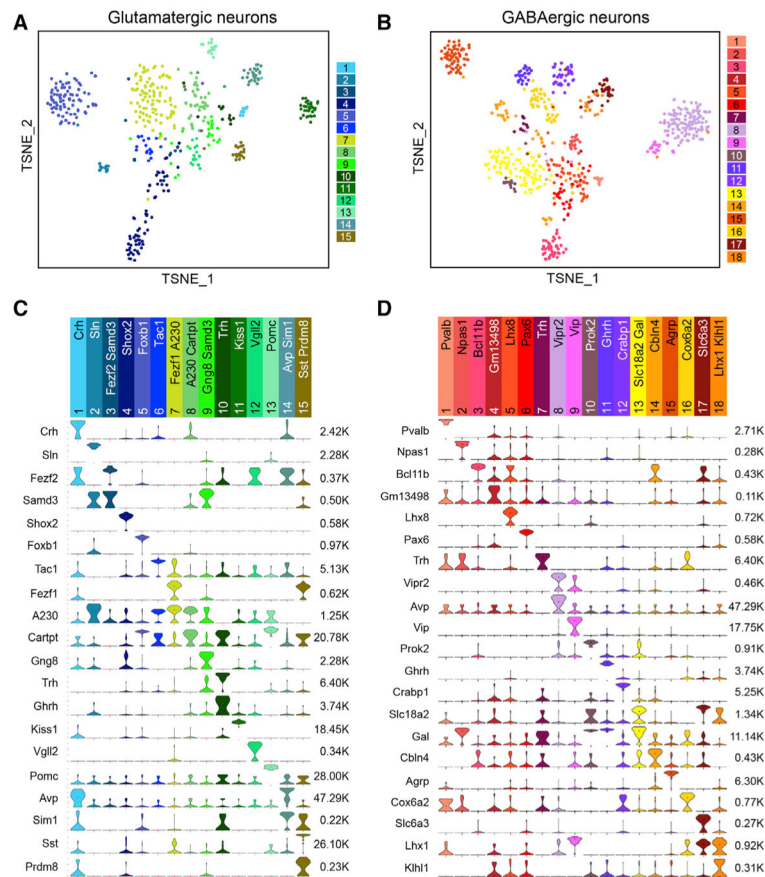 A
Glutamatergic neurons
TSNE_2
TSNE_1
1
2
3
4
5
6
7
8
9
10
11
12
13
14
15
B
GABAergic neurons
TSNE_2
TSNE_1
1
2
3
4
5
6
7
8
9
10
11
12
13
14
15
16
17
18
C
Crh
Sln
Fezf2 Samd3
Shox2
Foxb1
Tac1
Fezf1 A230
A230 Cartpt
Gng8 Samd3
Trh
Kiss1
Vgll2
Pomc
Avp Sim1
Sst Prdm8
1 2 3 4 5 6 7 8 9 10 11 12 13 14 15
Crh 2.42K
Sln 2.28K
Fezf2 0.37K
Samd3 0.50K
Shox2 0.58K
Foxb1 0.97K
Tac1 5.13K
Fezf1 0.62K
A230 1.25K
Cartpt 20.78K
Gng8 2.28K
Trh 6.40K
Ghrh 3.74K
Kiss1 18.45K
Vgll2 0.34K
Pomc 28.00K
Avp 47.29K
Sim1 0.22K
Sst 26.10K
Prdm8 0.23K
D
Pvalb
Npas1
Bcl11b
Gm13498
Lhx8
Pax6
Trh
Vipr2
Vip
Prok2
Ghrh
Crabp1
Slc18a2 Gal
Cbln4
Agrp
Cox6a2
Slc6a3
Lhx1 Klhl1
1 2 3 4 5 6 7 8 9 10 11 12 13 14 15 16 17 18
Pvalb 2.71K
Npas1 0.28K
Bcl11b 0.43K
Gm13498 0.11K
Lhx8 0.72K
Pax6 0.58K
Trh 6.40K
Vipr2 0.46K
Avp 47.29K
Vip 17.75K
Prok2 0.91K
Ghrh 3.74K
Crabp1 5.25K
Slc18a2 1.34K
Gal 11.14K
Cbln4 0.43K
Agrp 6.30K
Cox6a2 0.77K
Slc6a3 0.27K
Lhx1 0.92K
Klhl1 0.31K